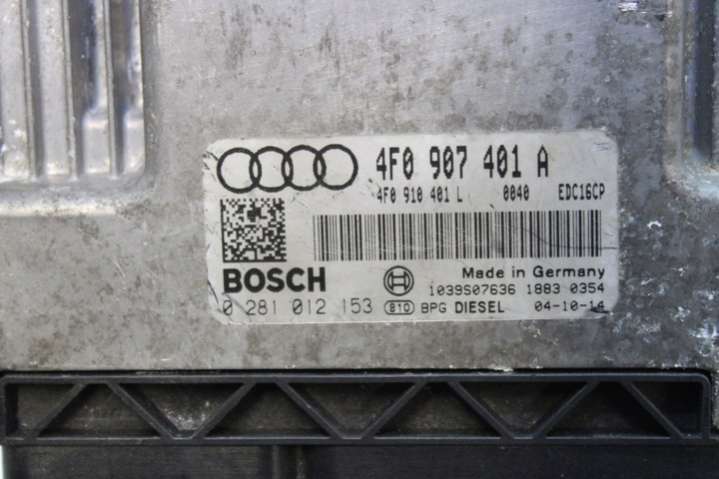 4F0 907 401 A
4F0 910 401 L 0040 EDC16CP
BOSCH
Made in Germany
1039S07636 1883 0354
0 281 012 153 810 BPG DIESEL 04-10-14